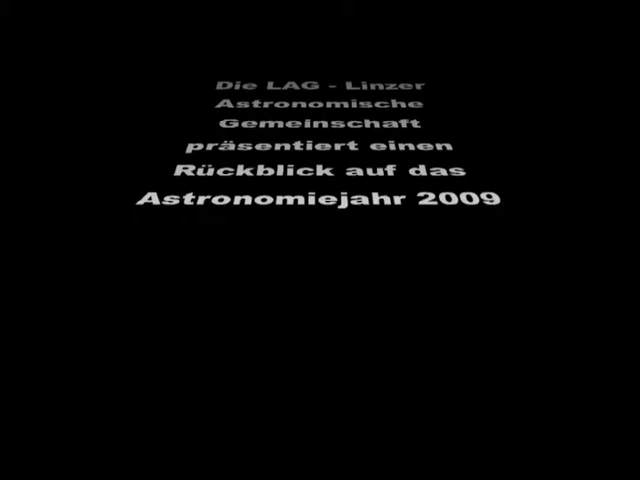 Die LAG - Linzer
Astronomische
Gemeinschaft
präsentiert einen
Rückblick auf das
Astronomiejahr 2009